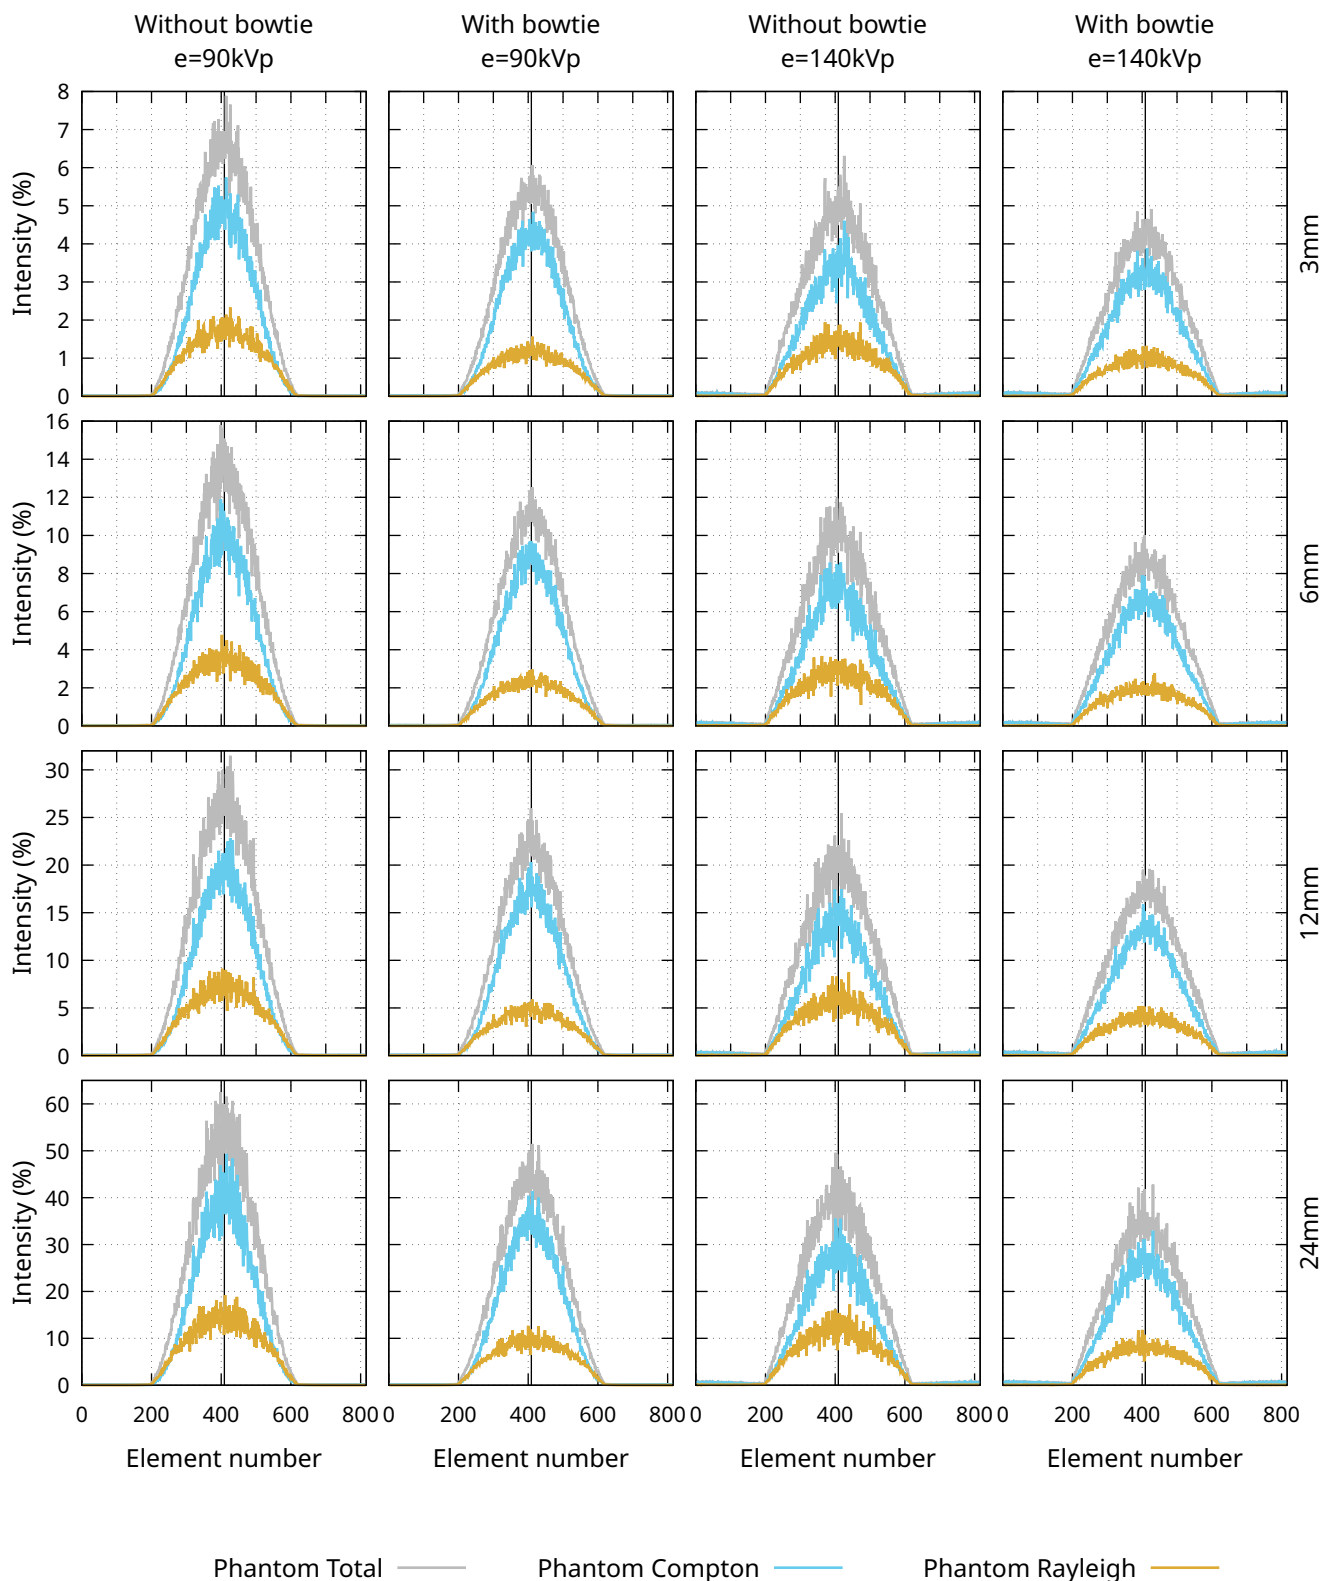 Without bowtie With bowtie Without bowtie With bowtie
e=90kVp e=90kVp e=140kVp e=140kVp
8
7
6
5
4
3
2
1
0
Intensity (%)
3mm
16
14
12
10
8
6
4
2
0
Intensity (%)
6mm
30
25
20
15
10
5
0
Intensity (%)
12mm
60
50
40
30
20
10
0
Intensity (%)
24mm
0 200 400 600 800 0 200 400 600 800 0 200 400 600 800 0 200 400 600 800
Element number Element number Element number Element number
Phantom Total Phantom Compton Phantom Rayleigh